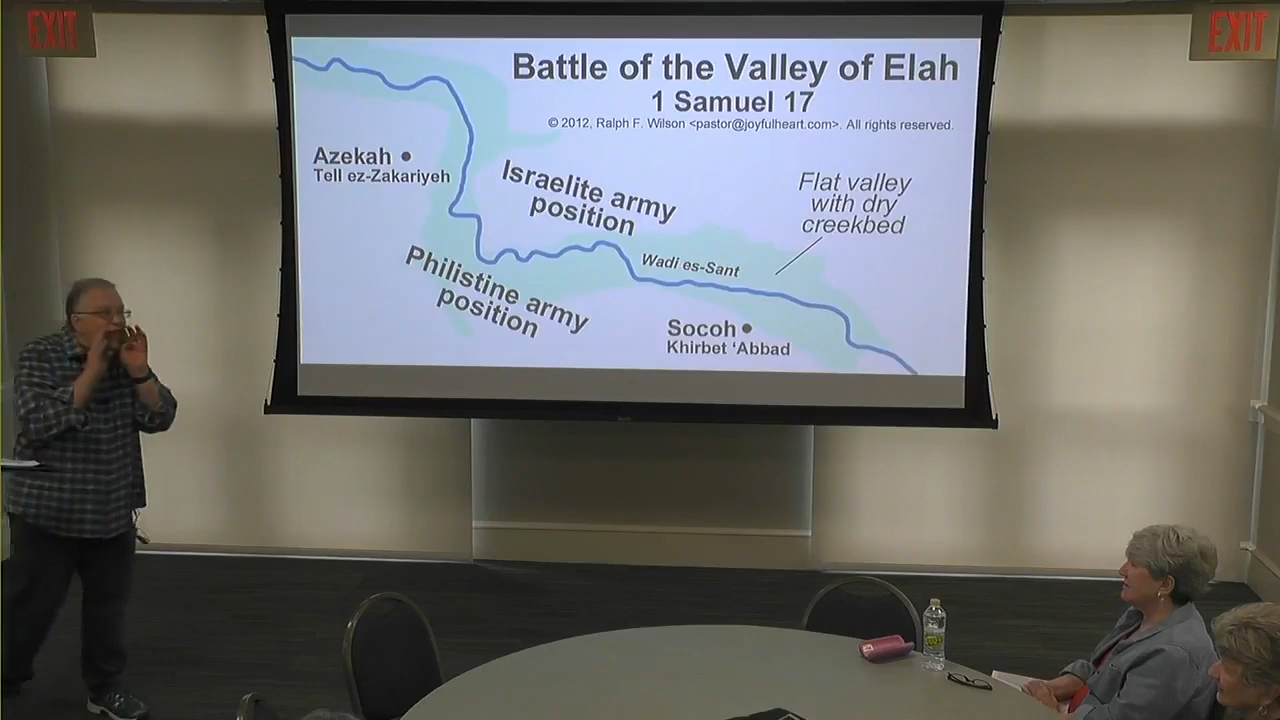 EXIT
EXIT
Battle of the Valley of Elah
1 Samuel 17
© 2012, Ralph F. Wilson <pastor@joyfulheart.com>. All rights reserved.
Azekah
Tell ez-Zakariyeh
Israelite army
position
Flat valley
with dry
creekbed
Philistine army
position
Wadi es-Sant
Socoh
Khirbet ‘Abbad